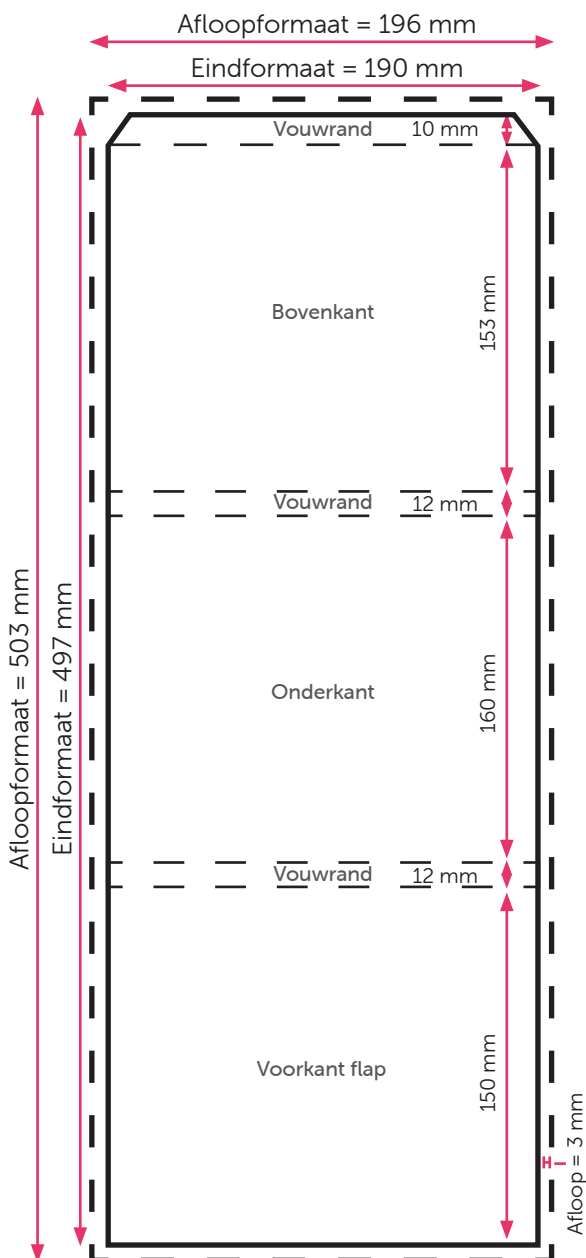 Afloopformaat = 196 mm
Eindformaat = 190 mm
Vouwrand 10 mm
Bovenkant
153 mm
Vouwrand 12 mm
Afloopformaat = 503 mm
Eindformaat = 497 mm
Onderkant
160 mm
Vouwrand 12 mm
Voorkant flap
150 mm
Afloop = 3 mm